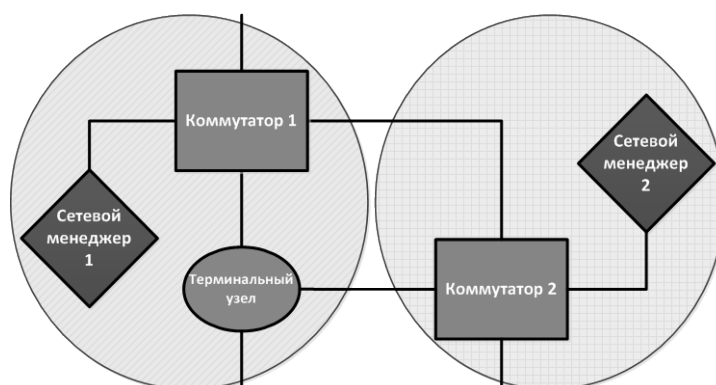 Коммутатор 1
Сетевой
менеджер
2
Сетевой
менеджер
1
Терминальный
узел
Коммутатор 2